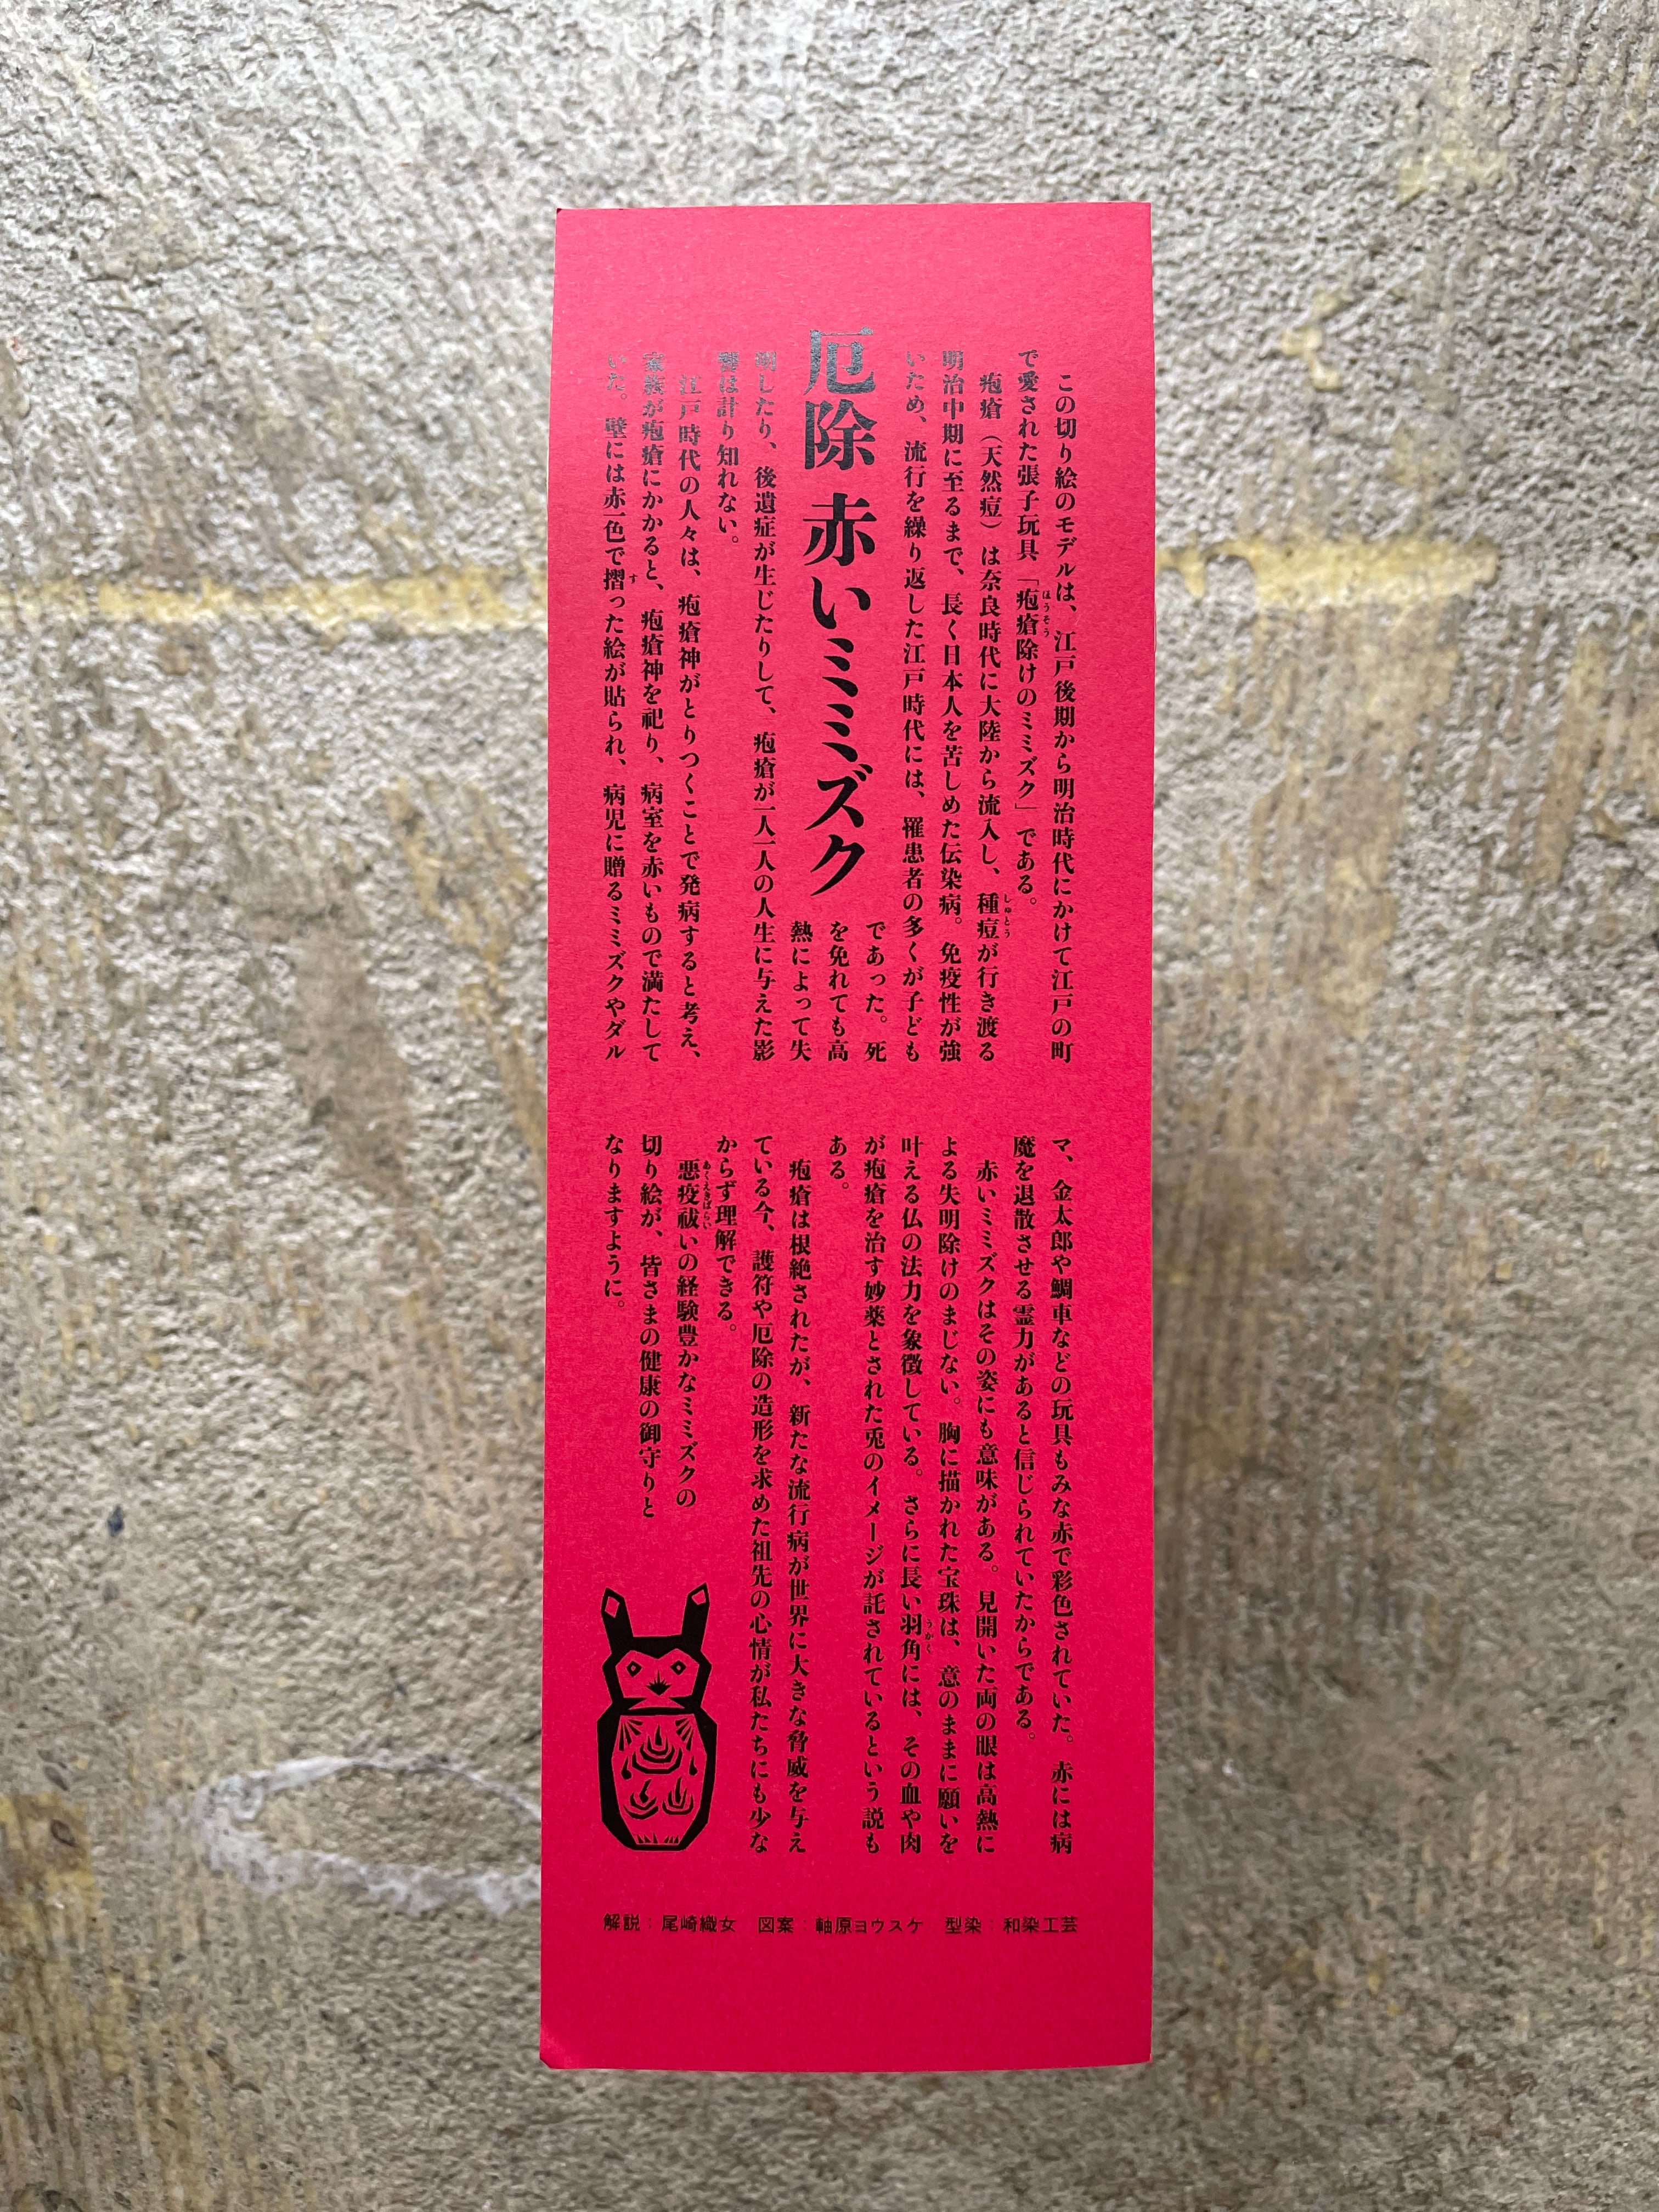 厄除 赤いミミズク
この切り絵のモデルは、江戸後期から明治時代にかけて江戸の町
で愛された張子玩具「疱瘡除けのミミズク」である。
ほうそう
疱瘡（天然痘）は奈良時代に大陸から流入し、種痘が行き渡る
しゅとう
明治中期に至るまで、長く日本人を苦しめた伝染病。免疫性が強
いため、流行を繰り返した江戸時代には、罹患者の多くが子ども
であった。死
を免れても高
熱によって失
明したり、後遺症が生じたりして、疱瘡が一人一人の人生に与えた影
響は計り知れない。
江戸時代の人々は、疱瘡神がとりつくことで発病すると考え、
家族が疱瘡にかかると、疱瘡神を祀り、病室を赤いもので満たして
いた。壁には赤一色で摺った絵が貼られ、病児に贈るミミズクやダル
す
マ、金太郎や鯛車などの玩具もみな赤で彩色されていた。赤には病
魔を退散させる霊力があると信じられていたからである。
赤いミミズクはその姿にも意味がある。見開いた両の眼は高熱に
よる失明除けのまじない。胸に描かれた宝珠は、意のままに願いを
叶える仏の法力を象徴している。さらに長い羽角には、その血や肉
うかく
が疱瘡を治す妙薬とされた兎のイメージが託されているという説も
ある。
疱瘡は根絶されたが、新たな流行病が世界に大きな脅威を与え
ている今、護符や厄除の造形を求めた祖先の心情が私たちにも少な
からず理解できる。
悪疫祓いの経験豊かなミミズクの
あくえきばらい
切り絵が、皆さまの健康の御守りと
なりますように。
解説：尾崎織女 図案：軸原ヨウスケ 型染：和染工芸